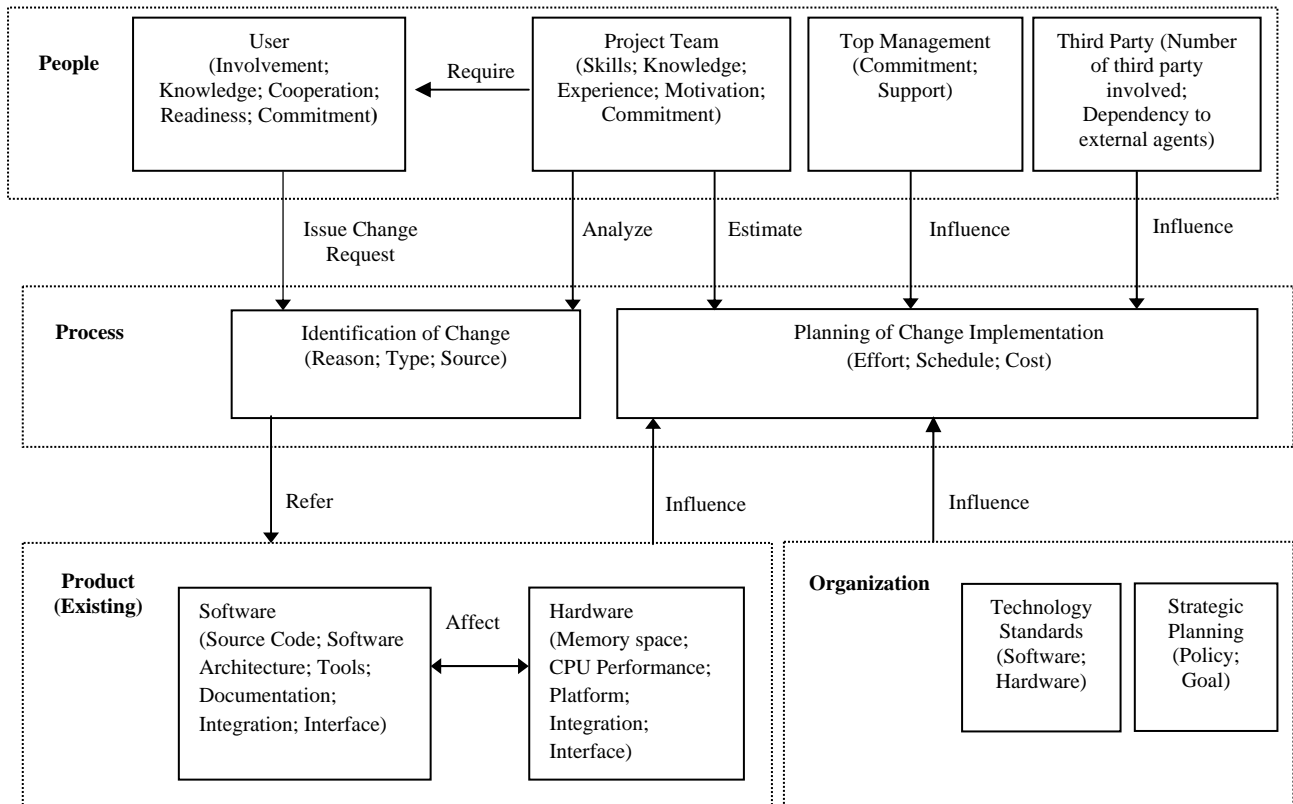 People
User
(Involvement;
Knowledge; Cooperation;
Readiness; Commitment)
Require
Project Team
(Skills; Knowledge;
Experience; Motivation;
Commitment)
Top Management
(Commitment;
Support)
Third Party (Number
of third party
involved;
Dependency to
external agents)
Issue Change
Request
Analyze
Estimate
Influence
Influence
Process
Identification of Change
(Reason; Type; Source)
Planning of Change Implementation
(Effort; Schedule; Cost)
Refer
Influence
Influence
Product
(Existing)
Software
(Source Code; Software
Architecture; Tools;
Documentation;
Integration; Interface)
Affect
Hardware
(Memory space;
CPU Performance;
Platform;
Integration;
Interface)
Organization
Technology
Standards
(Software;
Hardware)
Strategic
Planning
(Policy;
Goal)